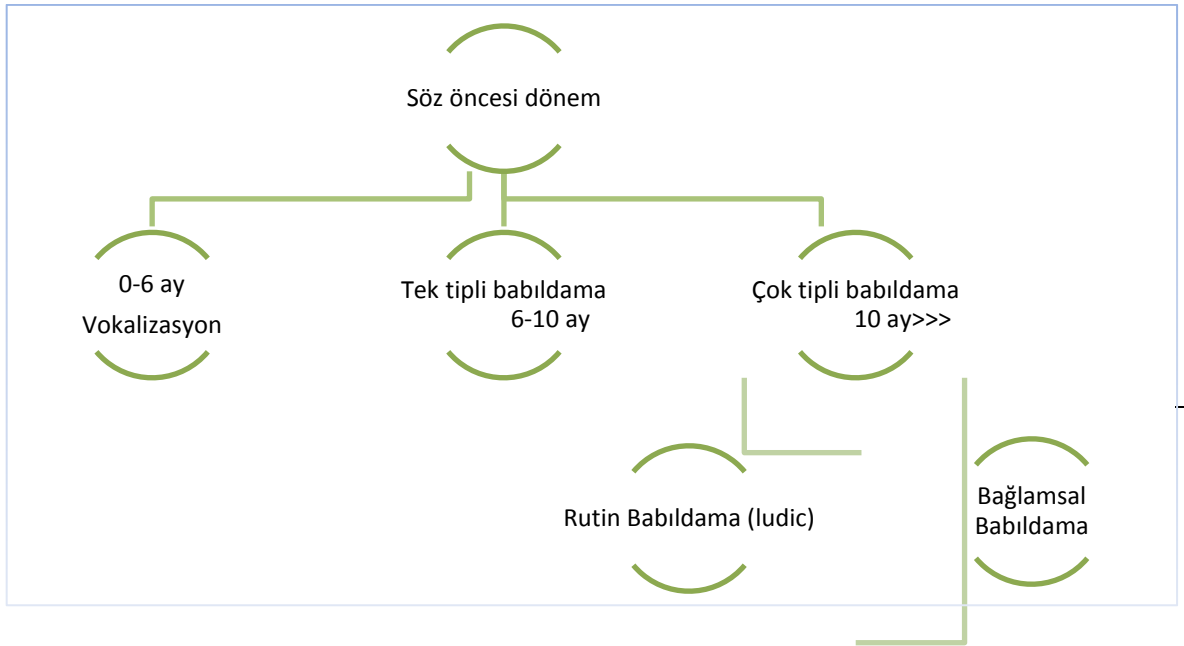 Söz öncesi dönem
0-6 ay
Vokalizasyon
Tek tipli babıldama
6-10 ay
Çok tipli babıldama
10 ay>>>
Rutin Babıldama (ludic)
Bağlamsal
Babıldama